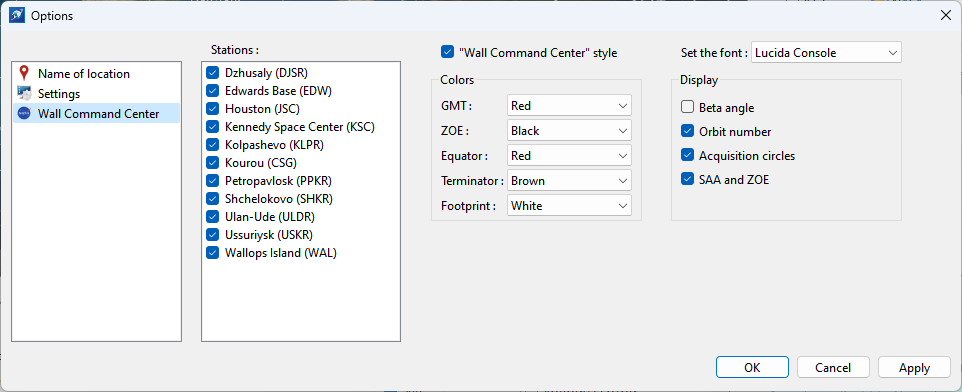 Options
Name of location
Settings
Wall Command Center
Stations :
Dzhusaly (DJSR)
Edwards Base (EDW)
Houston (JSC)
Kennedy Space Center (KSC)
Kolpashevo (KLPR)
Kourou (CSG)
Petropavlosk (PPKR)
Shchelokovo (SHKR)
Ulan-Ude (ULDR)
Ussuriysk (USKR)
Wallops Island (WAL)
"Wall Command Center" style
Colors
GMT : Red
ZOE : Black
Equator : Red
Terminator : Brown
Footprint : White
Set the font : Lucida Console
Display
Beta angle
Orbit number
Acquisition circles
SAA and ZOE
OK Cancel Apply